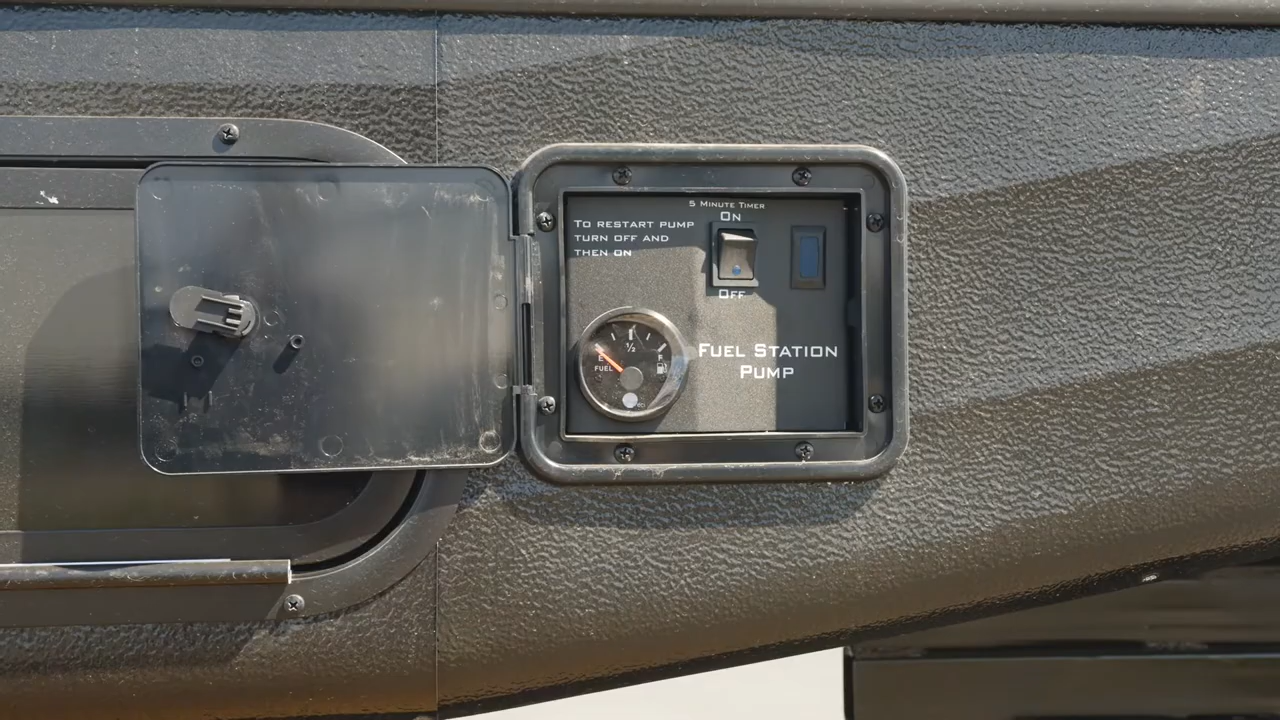 5 MINUTE TIMER
ON
TO RESTART PUMP
TURN OFF AND
THEN ON
OFF
1/2
E
F
FUEL
FUEL STATION
PUMP